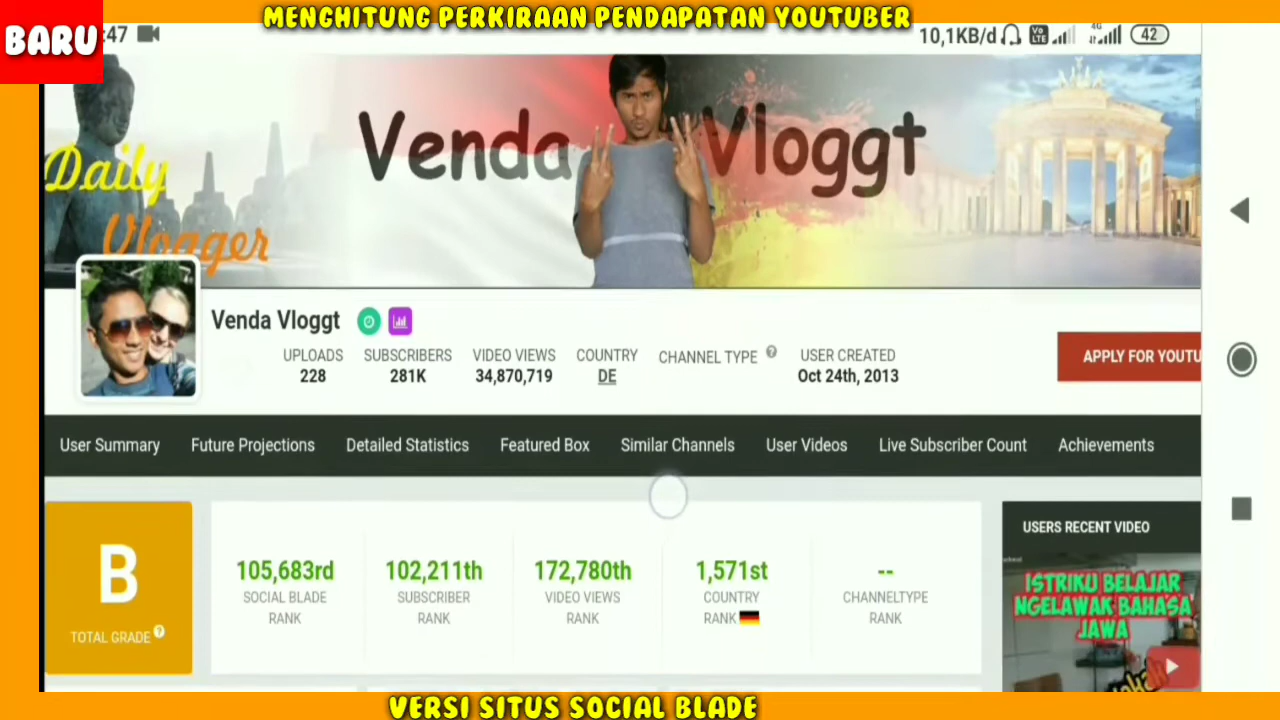 MENGHITUNG PERKIRAAN PENDAPATAN YOUTUBER
BARU
:47
10,1KB/d
Vo LTE
4G
42
Daily
Vlogger
Venda Vloggt
Venda Vloggt
UPLOADS
228
SUBSCRIBERS
281K
VIDEO VIEWS
34,870,719
COUNTRY
DE
CHANNEL TYPE ?
USER CREATED
Oct 24th, 2013
APPLY FOR YOUTU
User Summary
Future Projections
Detailed Statistics
Featured Box
Similar Channels
User Videos
Live Subscriber Count
Achievements
B
TOTAL GRADE ?
105,683rd
SOCIAL BLADE
RANK
102,211th
SUBSCRIBER
RANK
172,780th
VIDEO VIEWS
RANK
1,571st
COUNTRY
RANK
--
CHANNELTYPE
RANK
USERS RECENT VIDEO
ISTRIKU BELAJAR
NGELAWAK BAHASA
JAWA
VERSI SITUS SOCIAL BLADE